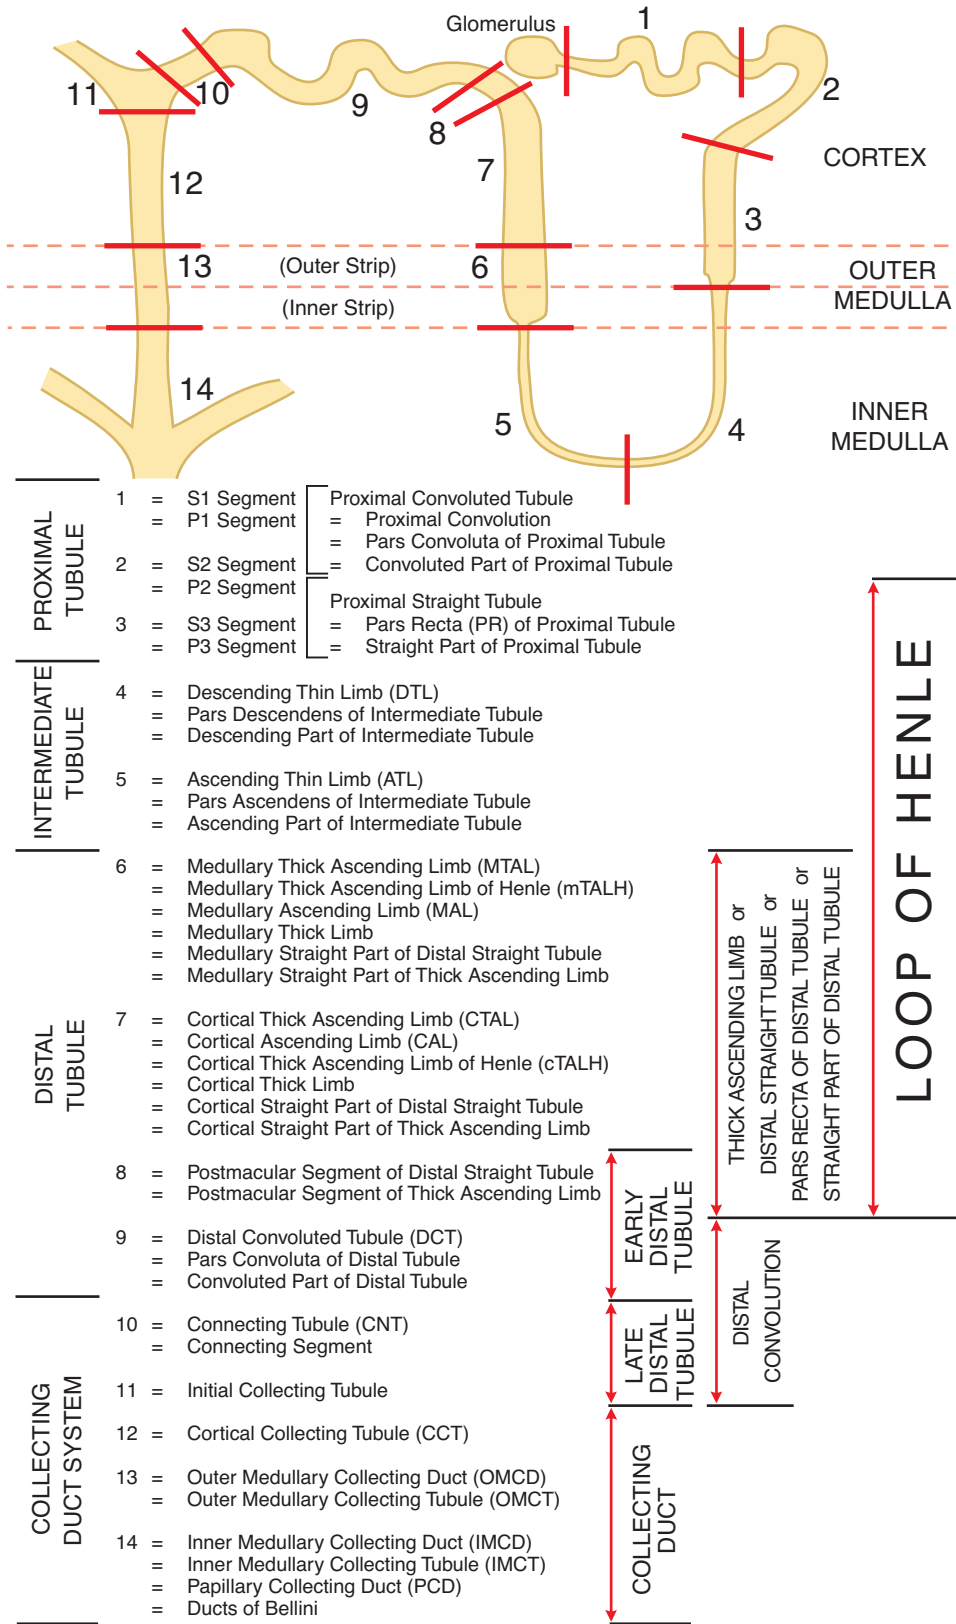 Glomerulus
1
2
3
4
5
6
7
8
9
10
11
12
13
14
CORTEX
(Outer Strip)
(Inner Strip)
OUTER
MEDULLA
INNER
MEDULLA
PROXIMAL
TUBULE
1 = S1 Segment Proximal Convoluted Tubule
= P1 Segment = Proximal Convolution
= Pars Convoluta of Proximal Tubule
2 = S2 Segment = Convoluted Part of Proximal Tubule
= P2 Segment
Proximal Straight Tubule
3 = S3 Segment = Pars Recta (PR) of Proximal Tubule
= P3 Segment = Straight Part of Proximal Tubule
INTERMEDIATE
TUBULE
4 = Descending Thin Limb (DTL)
= Pars Descendens of Intermediate Tubule
= Descending Part of Intermediate Tubule
5 = Ascending Thin Limb (ATL)
= Pars Ascendens of Intermediate Tubule
= Ascending Part of Intermediate Tubule
DISTAL
TUBULE
6 = Medullary Thick Ascending Limb (MTAL)
= Medullary Thick Ascending Limb of Henle (mTALH)
= Medullary Ascending Limb (MAL)
= Medullary Thick Limb
= Medullary Straight Part of Distal Straight Tubule
= Medullary Straight Part of Thick Ascending Limb
7 = Cortical Thick Ascending Limb (CTAL)
= Cortical Ascending Limb (CAL)
= Cortical Thick Ascending Limb of Henle (cTALH)
= Cortical Thick Limb
= Cortical Straight Part of Distal Straight Tubule
= Cortical Straight Part of Thick Ascending Limb
8 = Postmacular Segment of Distal Straight Tubule
= Postmacular Segment of Thick Ascending Limb
9 = Distal Convoluted Tubule (DCT)
= Pars Convoluta of Distal Tubule
= Convoluted Part of Distal Tubule
COLLECTING
DUCT SYSTEM
10 = Connecting Tubule (CNT)
= Connecting Segment
11 = Initial Collecting Tubule
12 = Cortical Collecting Tubule (CCT)
13 = Outer Medullary Collecting Duct (OMCD)
= Outer Medullary Collecting Tubule (OMCT)
14 = Inner Medullary Collecting Duct (IMCD)
= Inner Medullary Collecting Tubule (IMCT)
= Papillary Collecting Duct (PCD)
= Ducts of Bellini
EARLY
DISTAL
TUBULE
LATE
DISTAL
TUBULE
COLLECTING
DUCT
THICK ASCENDING LIMB or
DISTAL STRAIGHT TUBULE or
PARS RECTA OF DISTAL TUBULE or
STRAIGHT PART OF DISTAL TUBULE
DISTAL
CONVOLUTION
LOOP OF HENLE